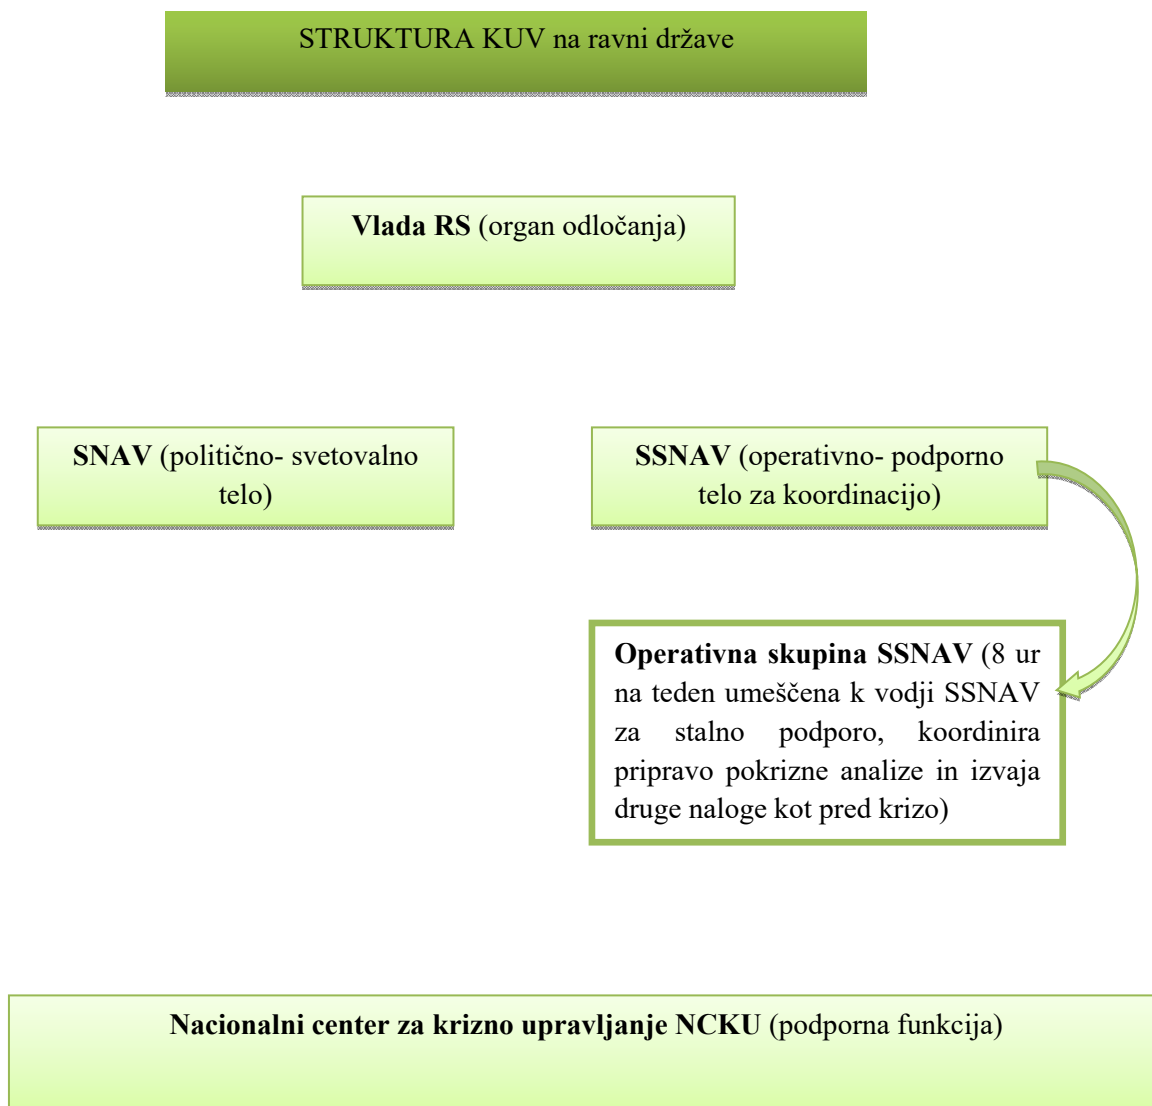 STRUKTURA KUV na ravni države
Vlada RS (organ odločanja)
SNAV (politično- svetovalno
telo)
SSNAV (operativno- podporno
telo za koordinacijo)
Operativna skupina SSNAV (8 ur
na teden umeščena k vodji SSNAV
za stalno podporo, koordinira
pripravo pokrizne analize in izvaja
druge naloge kot pred krizo)
Nacionalni center za krizno upravljanje NCKU (podporna funkcija)